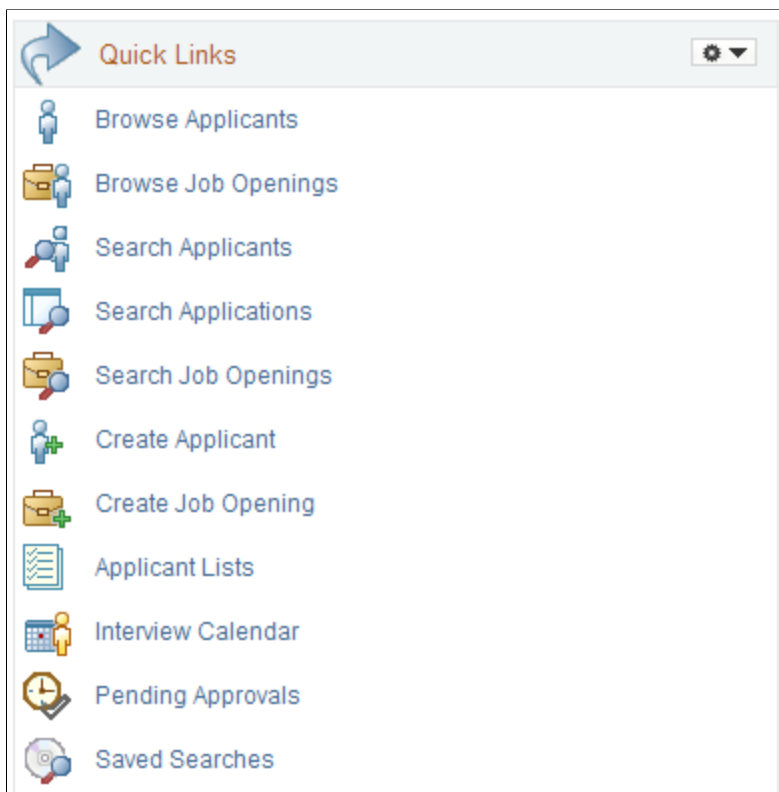 Quick Links
Browse Applicants
Browse Job Openings
Search Applicants
Search Applications
Search Job Openings
Create Applicant
Create Job Opening
Applicant Lists
Interview Calendar
Pending Approvals
Saved Searches